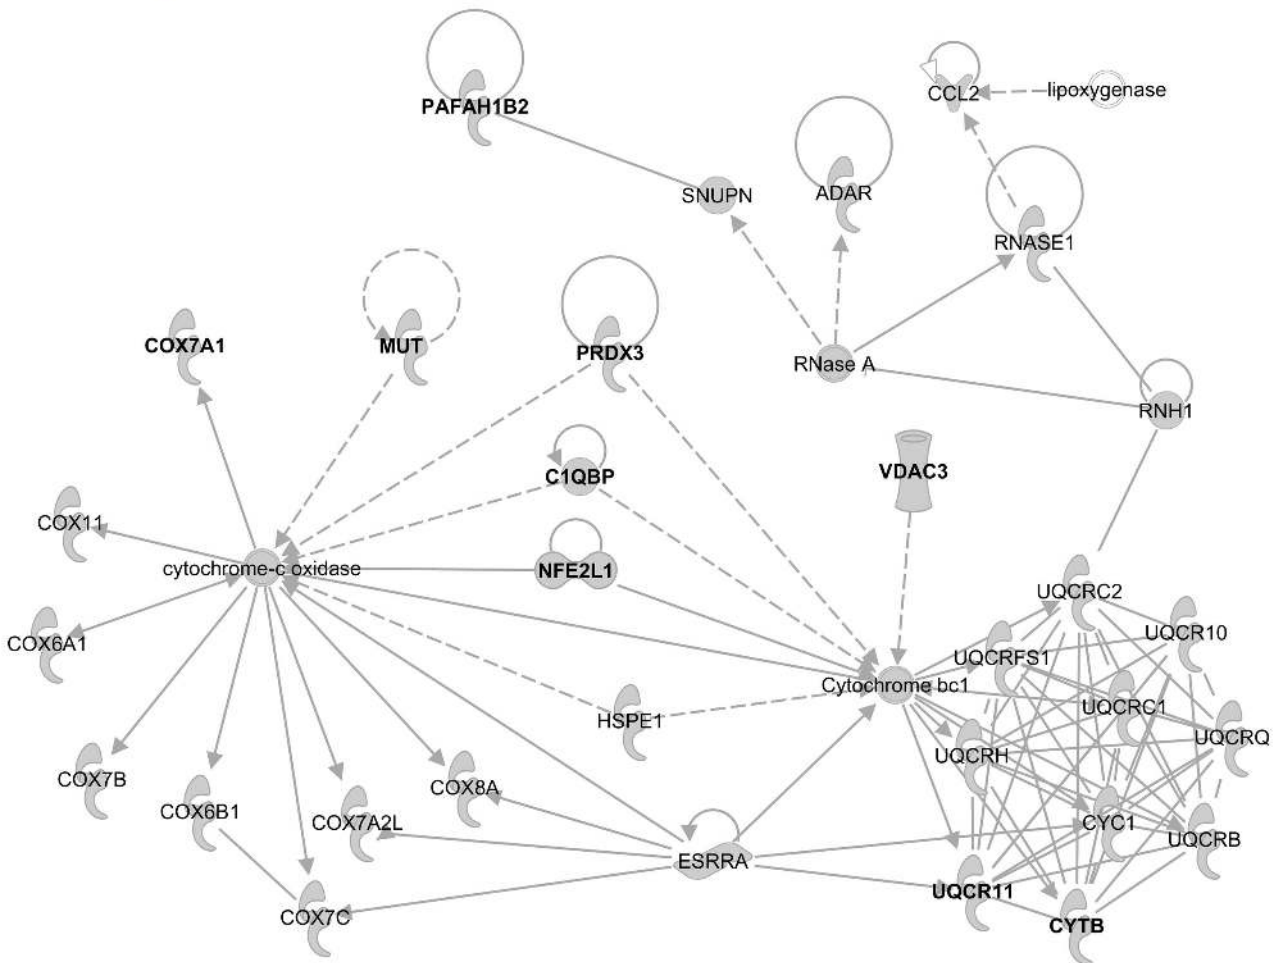 CCL2
lipoxygenase
PAFAH1B2
SNUPN
ADAR
RNASE1
COX7A1
MUT
PRDX3
RNase A
RNH1
C1QBP
VDAC3
COX11
cytochrome-c oxidase
NFE2L1
UQCRC2
COX6A1
UQCR10
UQCRFS1
Cytochrome bc1
UQCRC1
HSPE1
UQCRQ
UQCRH
COX7B
COX8A
COX6B1
COX7A2L
CYC1
UQCRB
ESRRA
UQCR11
COX7C
CYTB